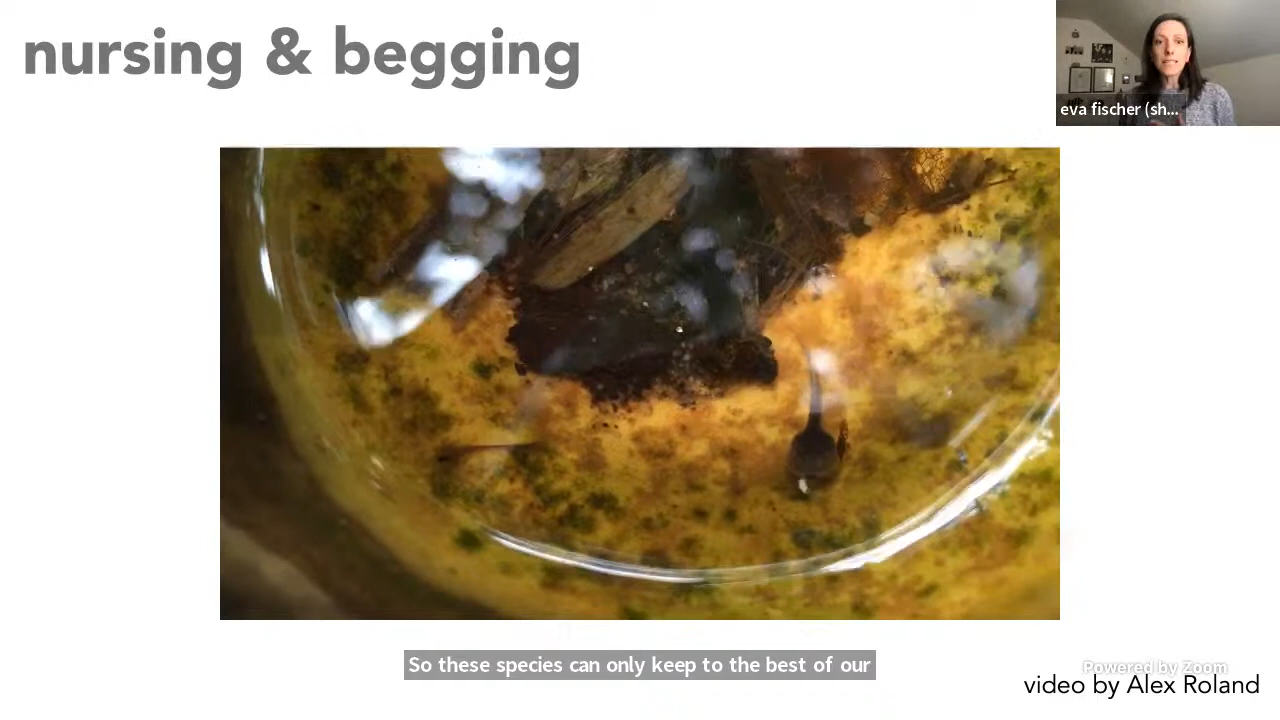 nursing & begging
eva fischer (sh...
So these species can only keep to the best of our
Powered by Zoom
video by Alex Roland